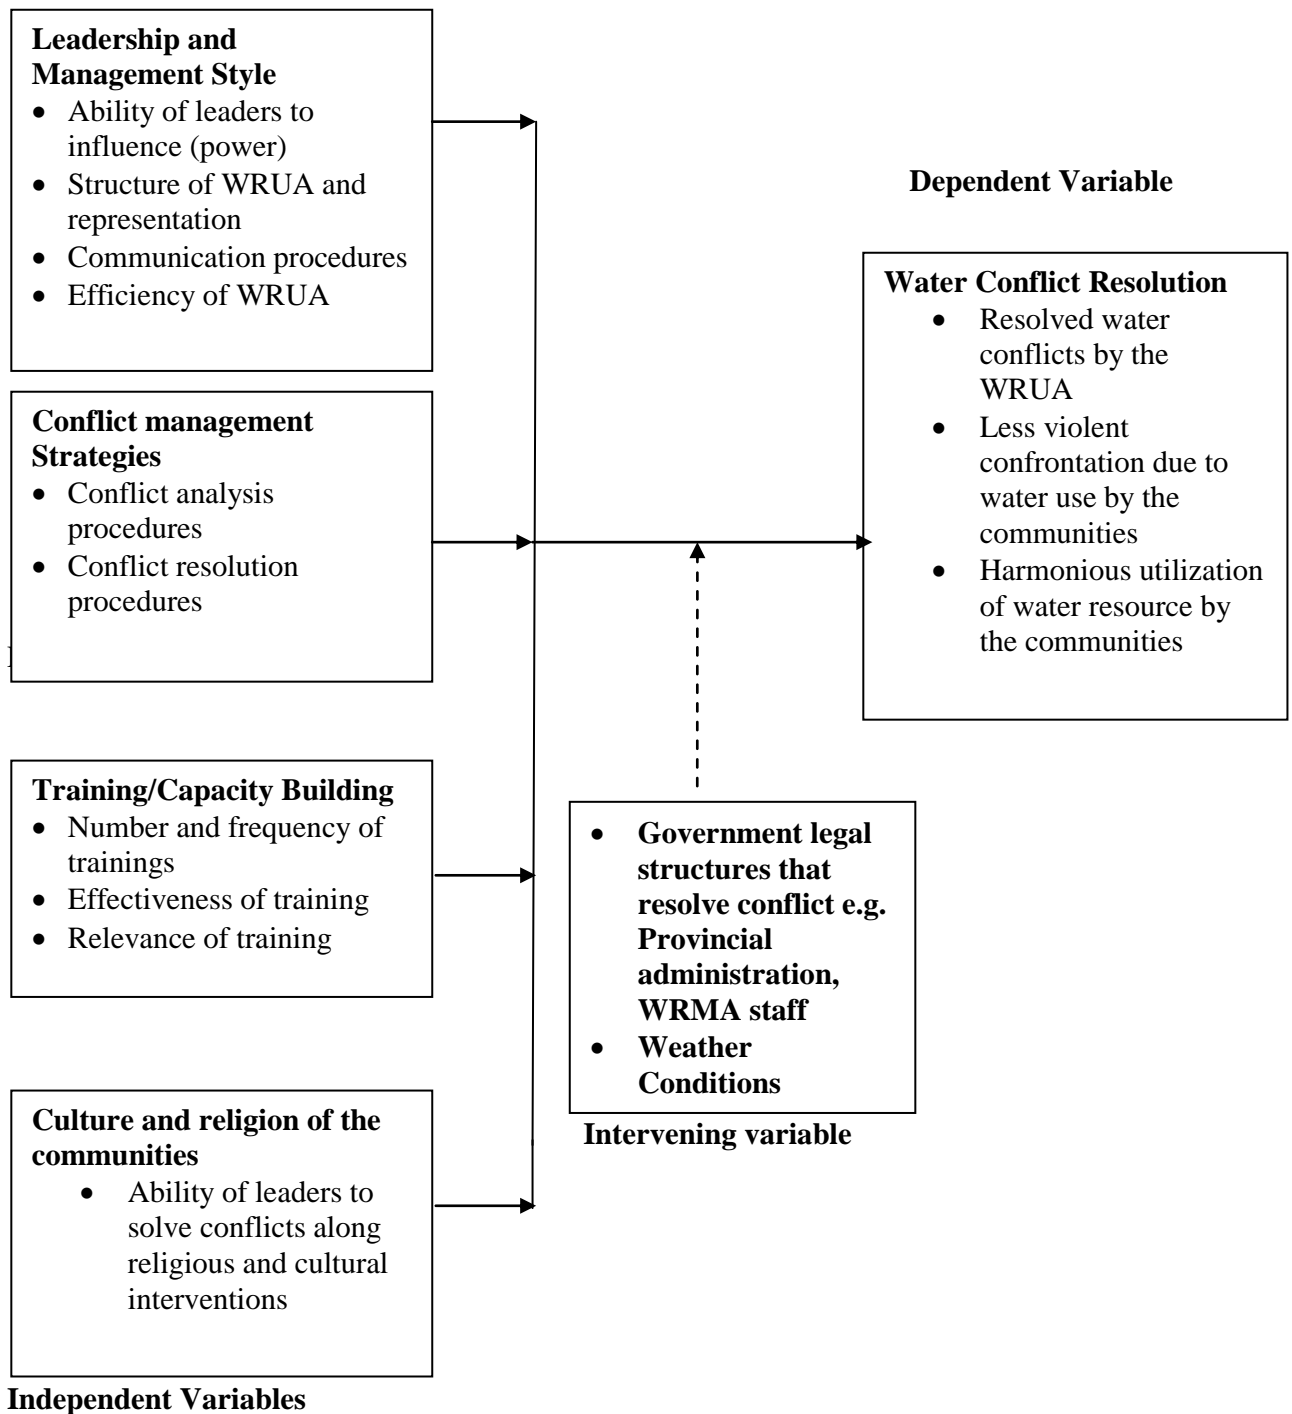 Leadership and
Management Style
• Ability of leaders to
influence (power)
• Structure of WRUA and
representation
• Communication procedures
• Efficiency of WRUA
Conflict management
Strategies
• Conflict analysis
procedures
• Conflict resolution
procedures
Training/Capacity Building
• Number and frequency of
trainings
• Effectiveness of training
• Relevance of training
Culture and religion of the
communities
• Ability of leaders to
solve conflicts along
religious and cultural
interventions
Independent Variables
• Government legal
structures that
resolve conflict e.g.
Provincial
administration,
WRMA staff
• Weather
Conditions
Intervening variable
Dependent Variable
Water Conflict Resolution
• Resolved water
conflicts by the
WRUA
• Less violent
confrontation due to
water use by the
communities
• Harmonious utilization
of water resource by
the communities